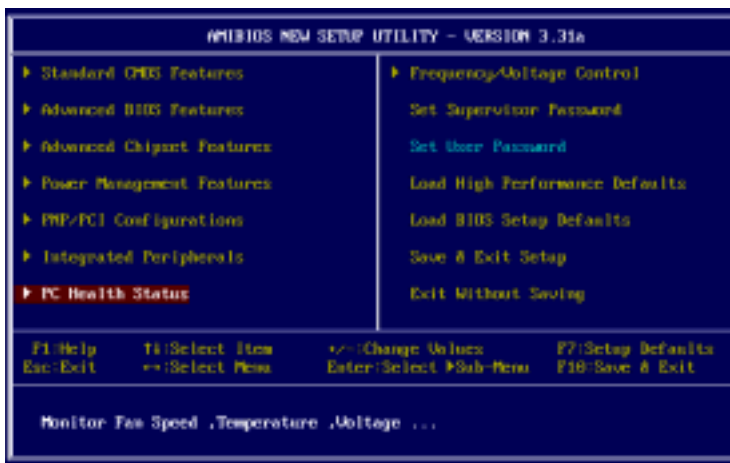 AMIBIOS NEW SETUP UTILITY - VERSION 3.31a
▶ Standard CMOS Features
▶ Advanced BIOS Features
▶ Advanced Chipset Features
▶ Power Management Features
▶ PNP/PCI Configurations
▶ Integrated Peripherals
▶ PC Health Status
▶ Frequency/Voltage Control
Set Supervisor Password
Set User Password
Load High Performance Defaults
Load BIOS Setup Defaults
Save & Exit Setup
Exit Without Saving
F1:Help ↑↓:Select Item +/-:Change Values F7:Setup Defaults
Esc:Exit ←→:Select Menu Enter:Select ▶Sub-Menu F10:Save & Exit
Monitor Fan Speed ,Temperature ,Voltage ...